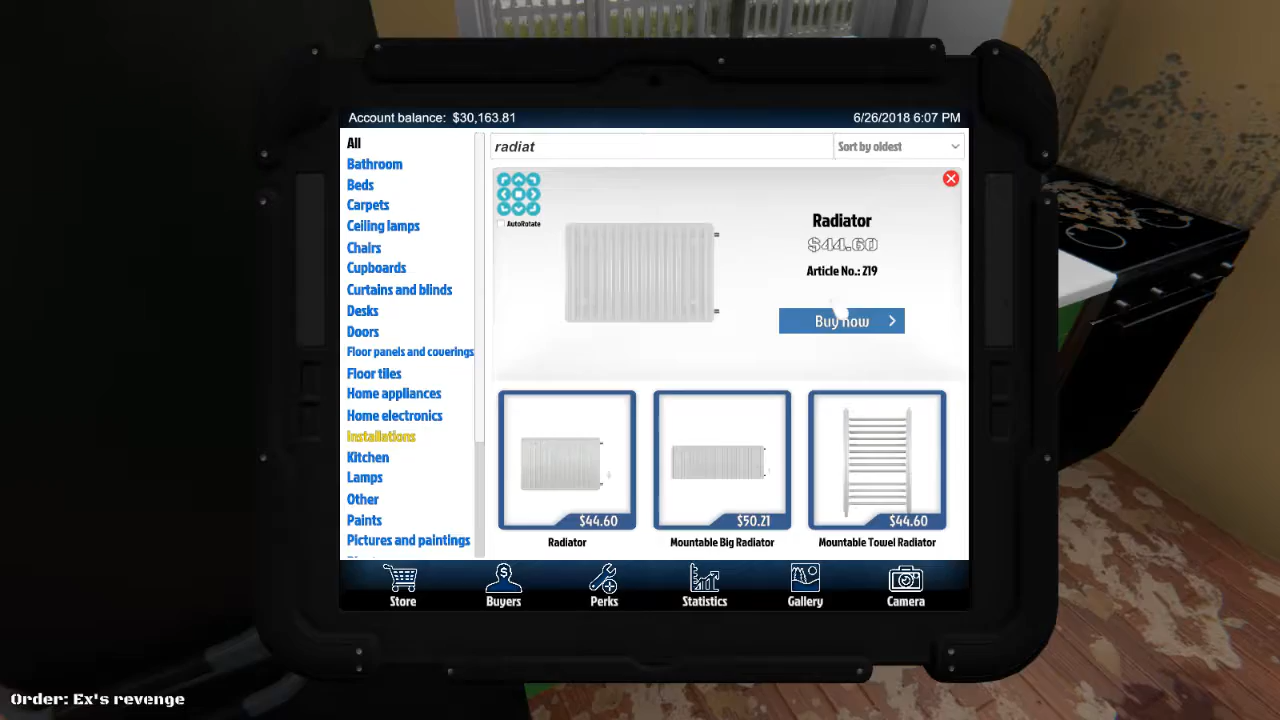 Account balance: $30,163.81
6/26/2018 6:07 PM
All
Bathroom
Beds
Carpets
Ceiling lamps
Chairs
Cupboards
Curtains and blinds
Desks
Doors
Floor panels and coverings
Floor tiles
Home appliances
Home electronics
Installations
Kitchen
Lamps
Other
Paints
Pictures and paintings
radiat
Sort by oldest
AutoRotate
Radiator
$44.60
Article No.: Z19
Buy now
$44.60
$50.21
$44.60
Radiator
Mountable Big Radiator
Mountable Towel Radiator
Store
Buyers
Perks
Statistics
Gallery
Camera
Order: Ex's revenge